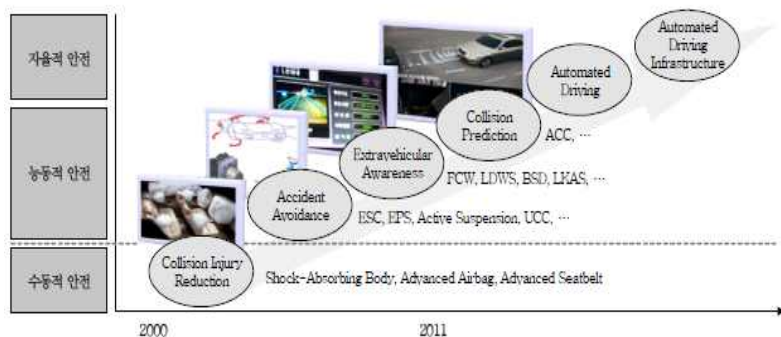 자율적 안전
Automated
Driving
Infrastructure
Automated
Driving
Collision
Prediction
ACC, …
능동적 안전
Extravehicular
Awareness
FCW, LDWS, BSD, LKAS, …
Accident
Avoidance
ESC, EPS, Active Suspension, UCC, …
수동적 안전
Collision Injury
Reduction
Shock-Absorbing Body, Advanced Airbag, Advanced Seatbelt
2000
2011